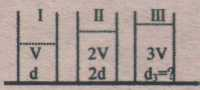 I II III
V 2V 3V
d 2d d₃=?